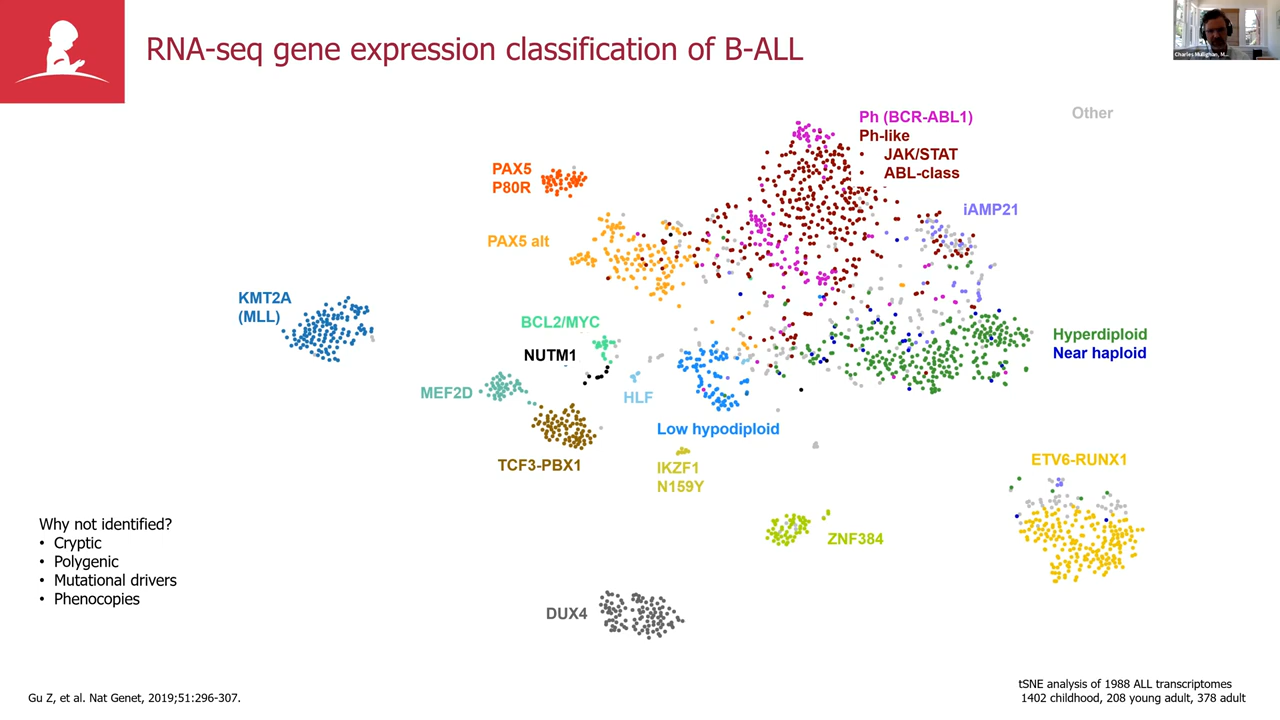 RNA-seq gene expression classification of B-ALL
Charles Mullighan, M...
Other
Ph (BCR-ABL1)
Ph-like
JAK/STAT
ABL-class
PAX5
P80R
iAMP21
PAX5 alt
KMT2A
(MLL)
BCL2/MYC
Hyperdiploid
Near haploid
NUTM1
MEF2D
HLF
Low hypodiploid
TCF3-PBX1
IKZF1
N159Y
ETV6-RUNX1
ZNF384
Why not identified?
• Cryptic
• Polygenic
• Mutational drivers
• Phenocopies
DUX4
tSNE analysis of 1988 ALL transcriptomes
1402 childhood, 208 young adult, 378 adult
Gu Z, et al. Nat Genet, 2019;51:296-307.